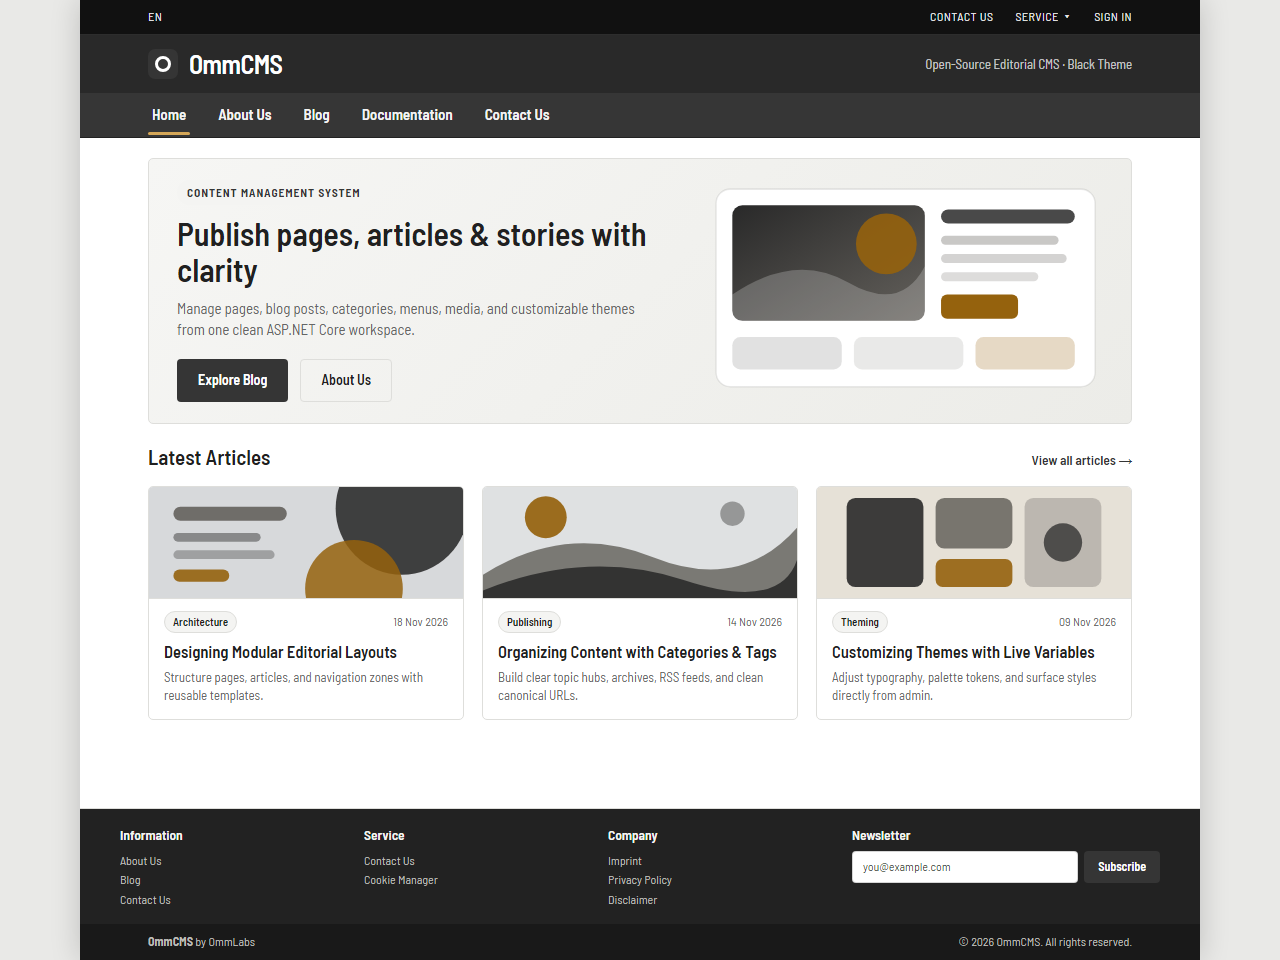 EN
CONTACT US
SERVICE
SIGN IN
OmmCMS
Open-Source Editorial CMS · Black Theme
Home
About Us
Blog
Documentation
Contact Us
CONTENT MANAGEMENT SYSTEM
Publish pages, articles & stories with
clarity
Manage pages, blog posts, categories, menus, media, and customizable themes
from one clean ASP.NET Core workspace.
Explore Blog
About Us
Latest Articles
View all articles →
Architecture
18 Nov 2026
Designing Modular Editorial Layouts
Structure pages, articles, and navigation zones with
reusable templates.
Publishing
14 Nov 2026
Organizing Content with Categories & Tags
Build clear topic hubs, archives, RSS feeds, and clean
canonical URLs.
Theming
09 Nov 2026
Customizing Themes with Live Variables
Adjust typography, palette tokens, and surface styles
directly from admin.
Information
About Us
Blog
Contact Us
Service
Contact Us
Cookie Manager
Company
Imprint
Privacy Policy
Disclaimer
Newsletter
you@example.com
Subscribe
OmmCMS by OmmLabs
© 2026 OmmCMS. All rights reserved.